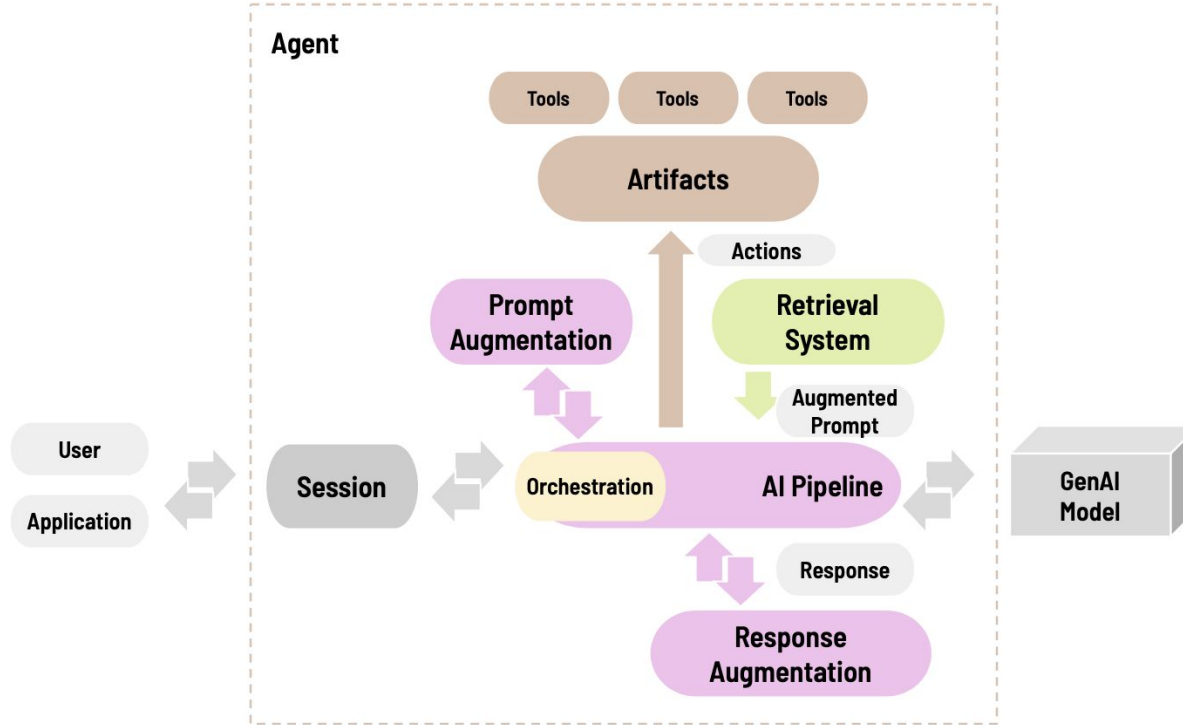 Agent
Tools
Tools
Tools
Artifacts
Actions
Prompt
Augmentation
Retrieval
System
Augmented
Prompt
User
Application
Session
Orchestration
AI Pipeline
GenAI
Model
Response
Response
Augmentation